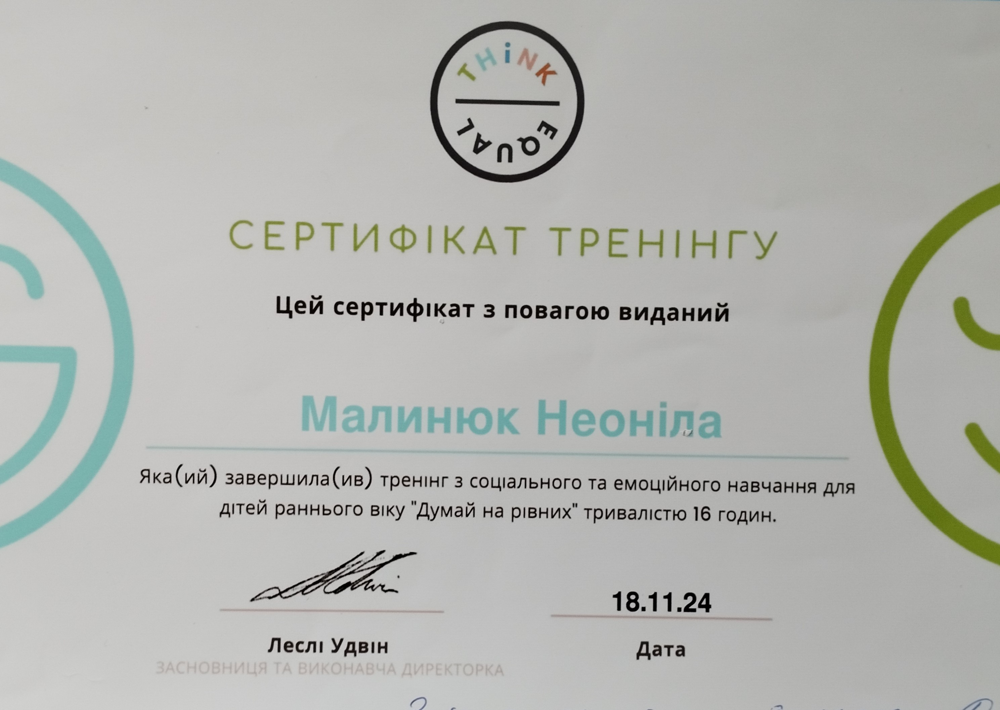 THiNK
EQUAL
СЕРТИФІКАТ ТРЕНІНГУ
Цей сертифікат з повагою виданий
Малинюк Неоніла
Яка(ий) завершила(ив) тренінг з соціального та емоційного навчання для
дітей раннього віку "Думай на рівних" тривалістю 16 годин.
18.11.24
Леслі Удвін
Дата
ЗАСНОВНИЦЯ ТА ВИКОНАВЧА ДИРЕКТОРКА